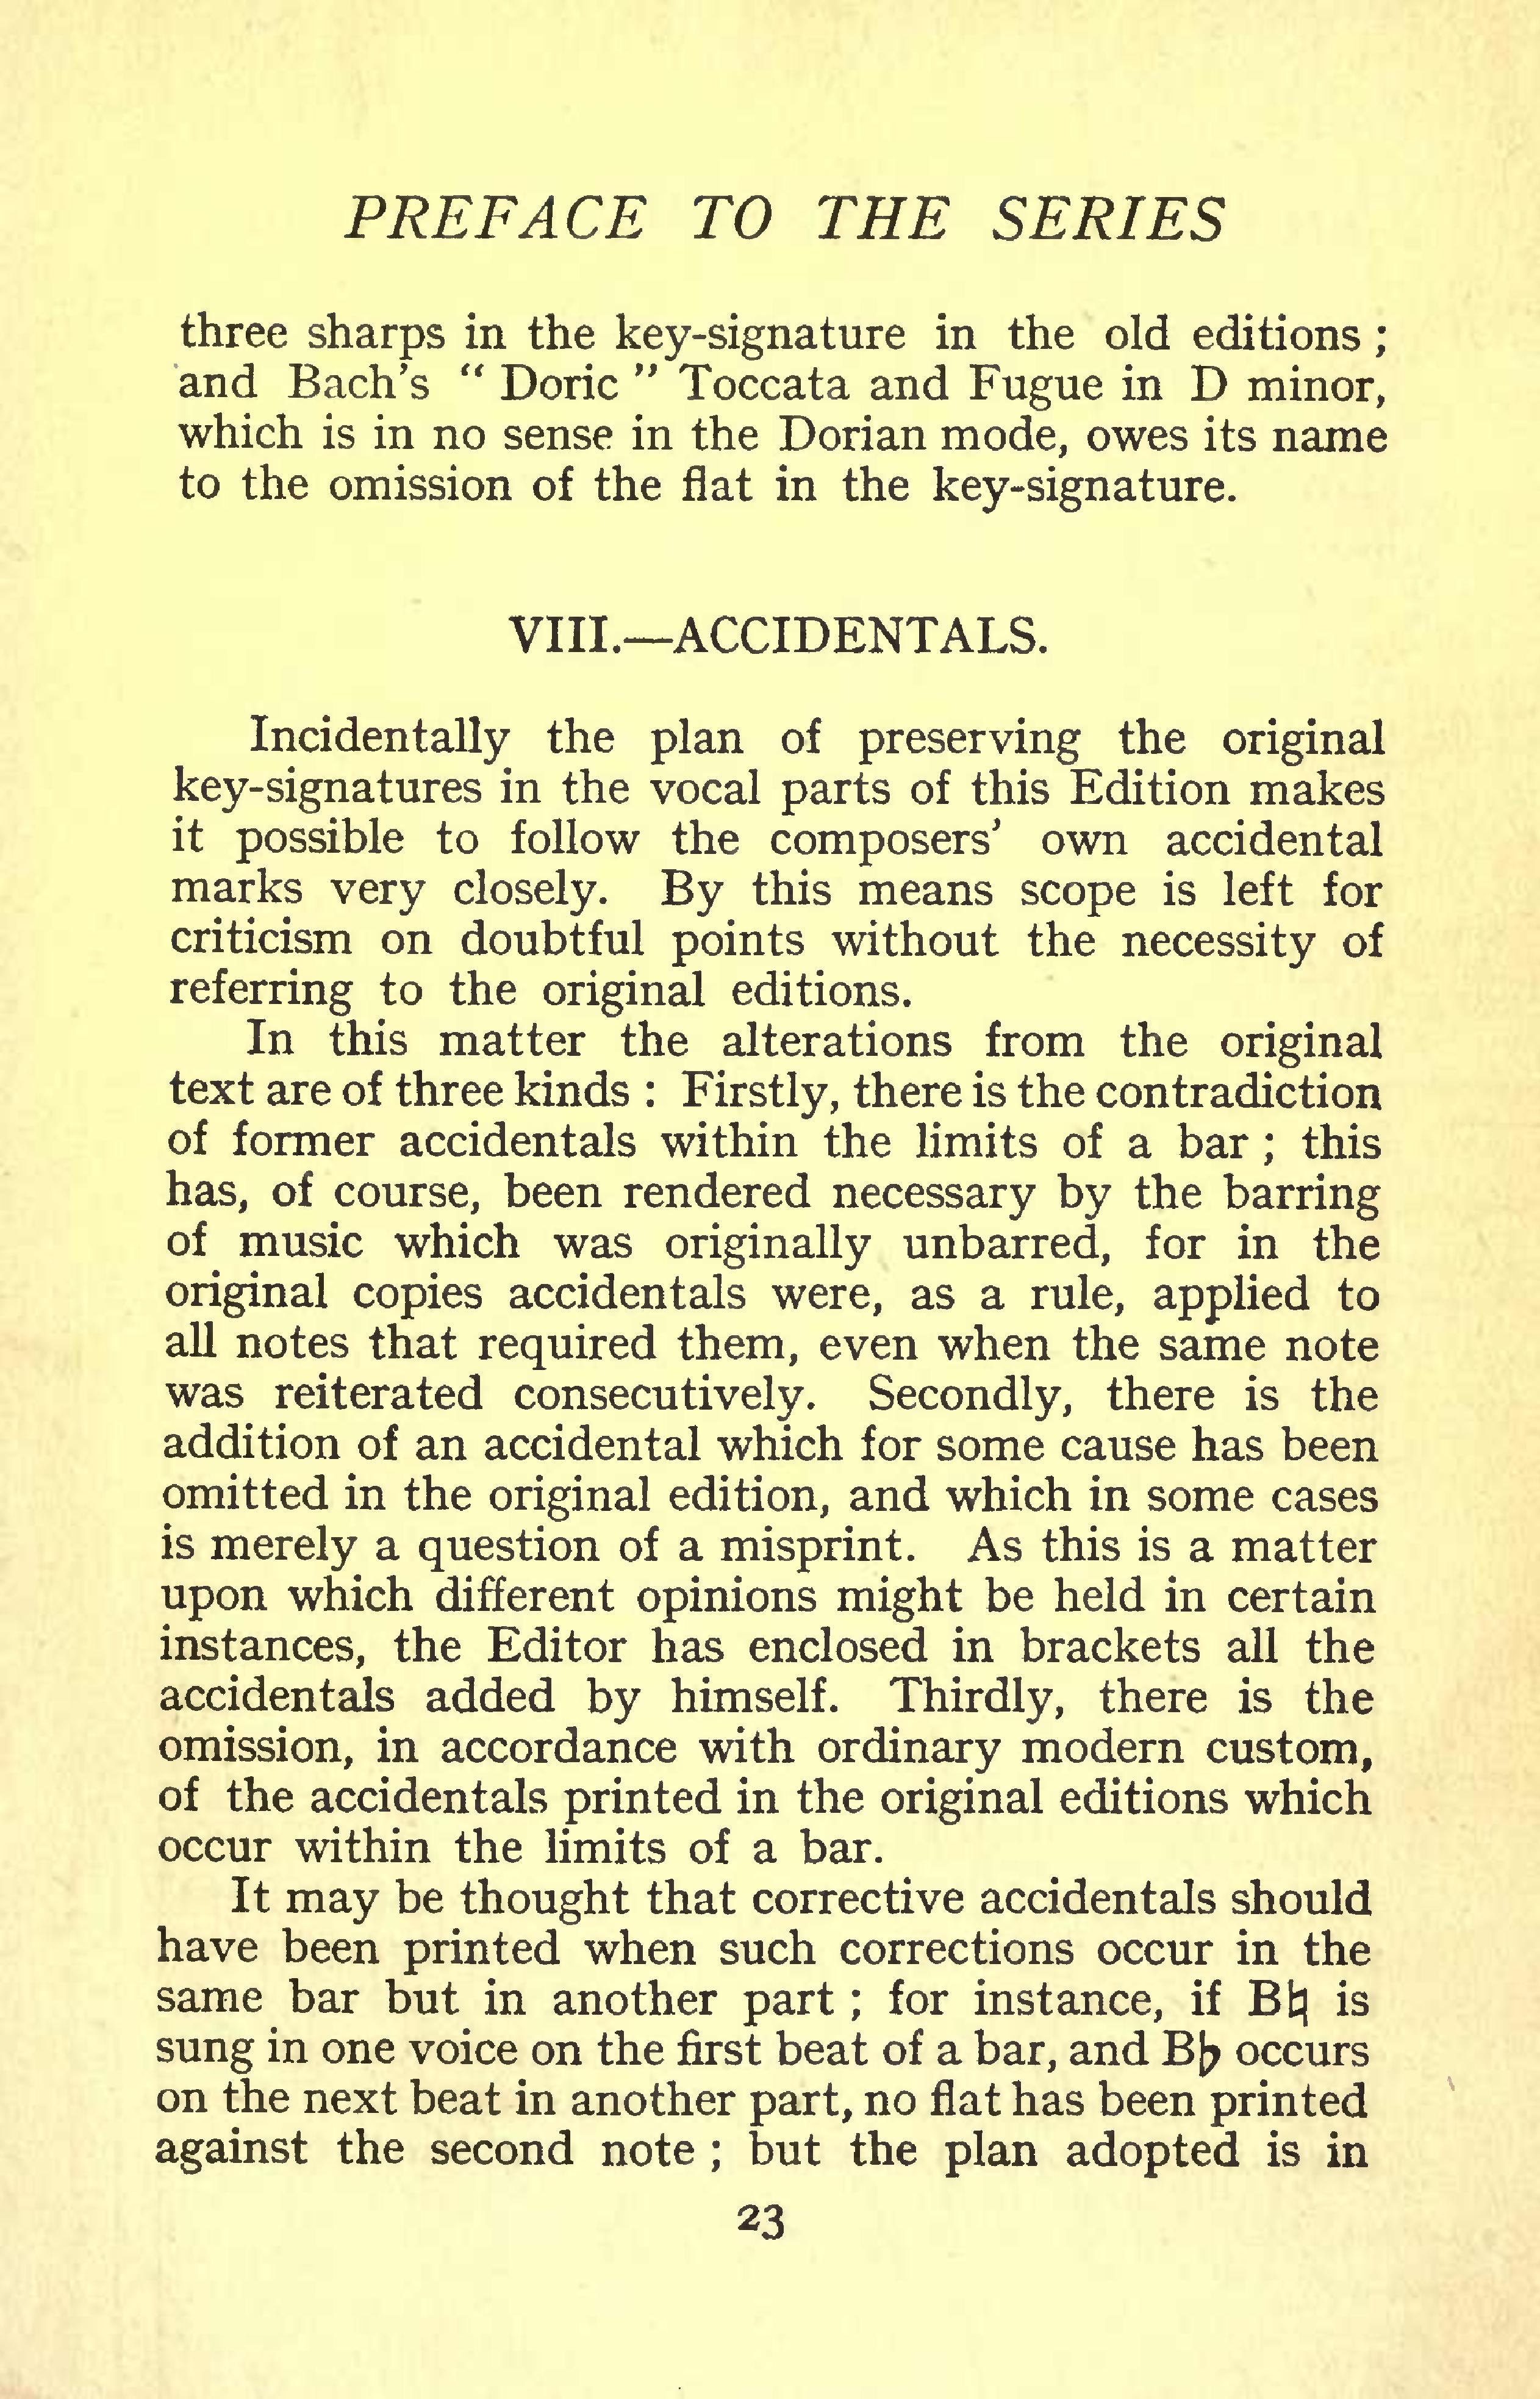 PREFACE TO THE SERIES
three sharps in the key-signature in the old editions ;
and Bach's “ Doric ” Toccata and Fugue in D minor,
which is in no sense in the Dorian mode, owes its name
to the omission of the flat in the key-signature.
VIII.—ACCIDENTALS.
Incidentally the plan of preserving the original
key-signatures in the vocal parts of this Edition makes
it possible to follow the composers' own accidental
marks very closely. By this means scope is left for
criticism on doubtful points without the necessity of
referring to the original editions.
In this matter the alterations from the original
text are of three kinds : Firstly, there is the contradiction
of former accidentals within the limits of a bar ; this
has, of course, been rendered necessary by the barring
of music which was originally unbarred, for in the
original copies accidentals were, as a rule, applied to
all notes that required them, even when the same note
was reiterated consecutively. Secondly, there is the
addition of an accidental which for some cause has been
omitted in the original edition, and which in some cases
is merely a question of a misprint. As this is a matter
upon which different opinions might be held in certain
instances, the Editor has enclosed in brackets all the
accidentals added by himself. Thirdly, there is the
omission, in accordance with ordinary modern custom,
of the accidentals printed in the original editions which
occur within the limits of a bar.
It may be thought that corrective accidentals should
have been printed when such corrections occur in the
same bar but in another part ; for instance, if B♮ is
sung in one voice on the first beat of a bar, and B♭ occurs
on the next beat in another part, no flat has been printed
against the second note ; but the plan adopted is in
23